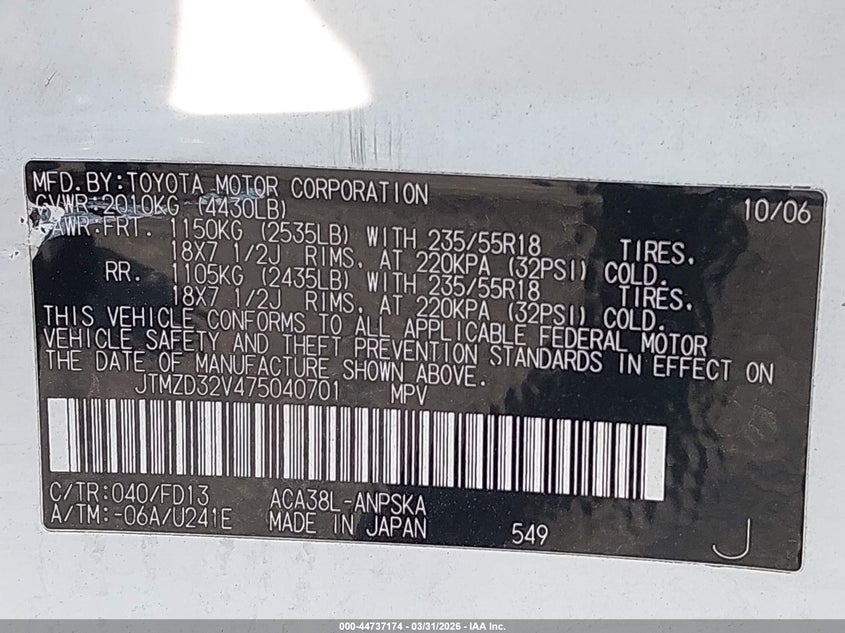 MFD.BY:TOYOTA MOTOR CORPORATION 10/06
GVWR:2010KG (4430LB)
GAWR:FRT. 1150KG (2535LB) WITH 235/55R18 TIRES,
18X7 1/2J RIMS, AT 220KPA (32PSI) COLD.
RR. 1105KG (2435LB) WITH 235/55R18 TIRES,
18X7 1/2J RIMS, AT 220KPA (32PSI) COLD.
THIS VEHICLE CONFORMS TO ALL APPLICABLE FEDERAL MOTOR
VEHICLE SAFETY AND THEFT PREVENTION STANDARDS IN EFFECT ON
THE DATE OF MANUFACTURE SHOWN ABOVE.
JTMZD32V475040701 MPV
C/TR:040/FD13 ACA38L-ANPSKA
A/TM:-06A/U241E MADE IN JAPAN 549 J
000-44737174 - 03/31/2026 - IAA Inc.